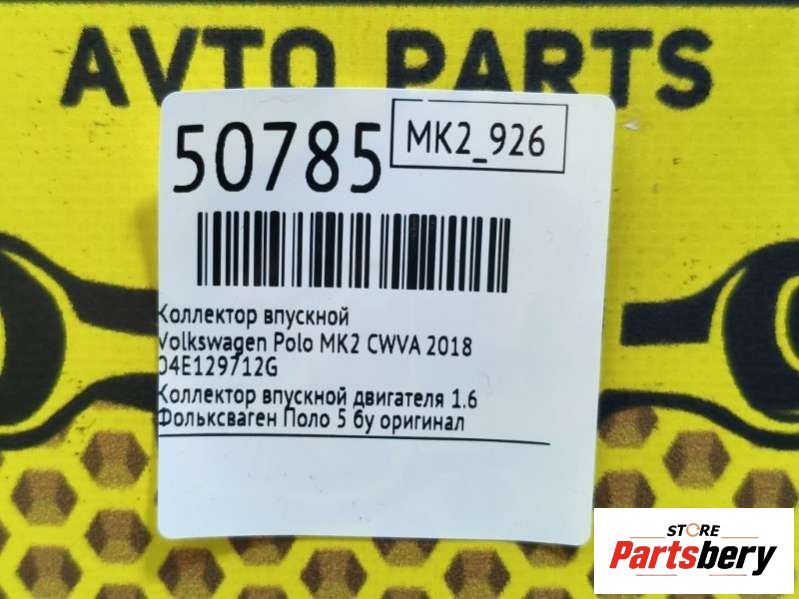 AVTO PARTS
50785
MK2_926
Коллектор впускной
Volkswagen Polo MK2 CWVA 2018
04E129712G
Коллектор впускной двигателя 1.6
Фольксваген Поло 5 бу оригинал
STORE
Partsbery